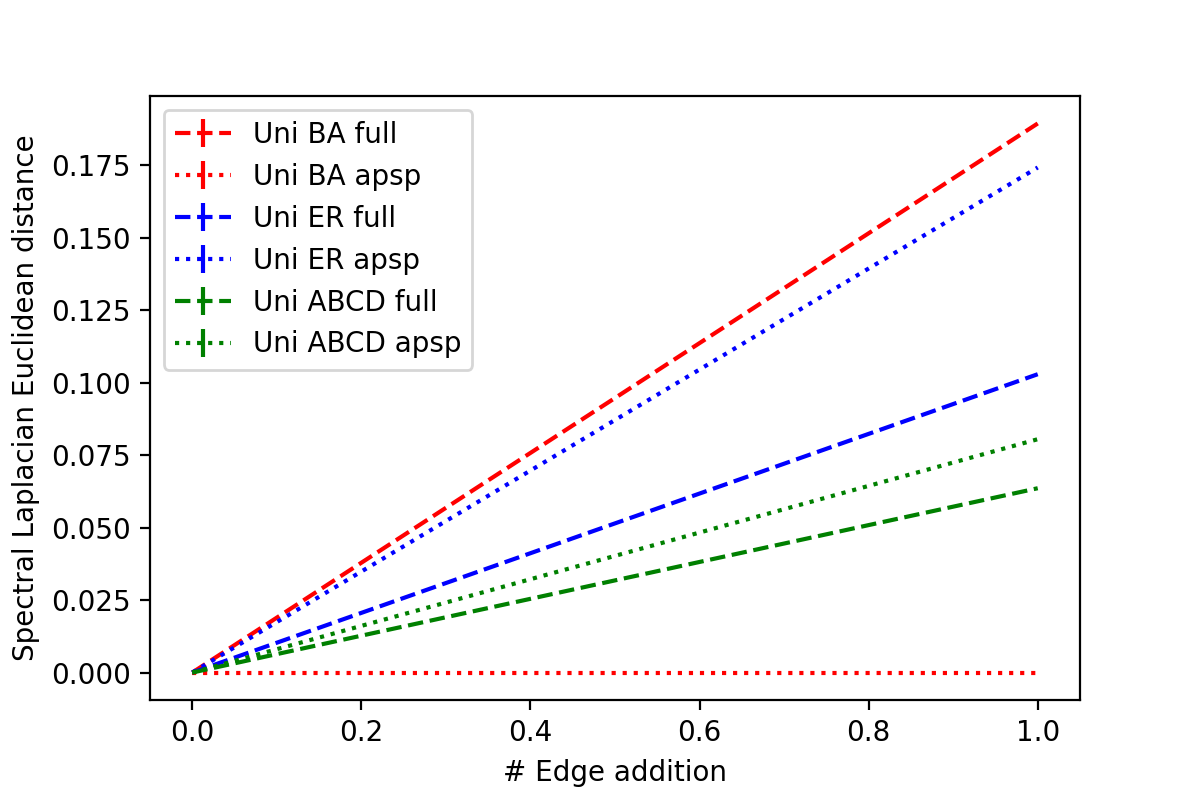 Uni BA full
Uni BA apsp
Uni ER full
Uni ER apsp
Uni ABCD full
Uni ABCD apsp
Spectral Laplacian Euclidean distance
0.175
0.150
0.125
0.100
0.075
0.050
0.025
0.000
0.0 0.2 0.4 0.6 0.8 1.0
# Edge addition